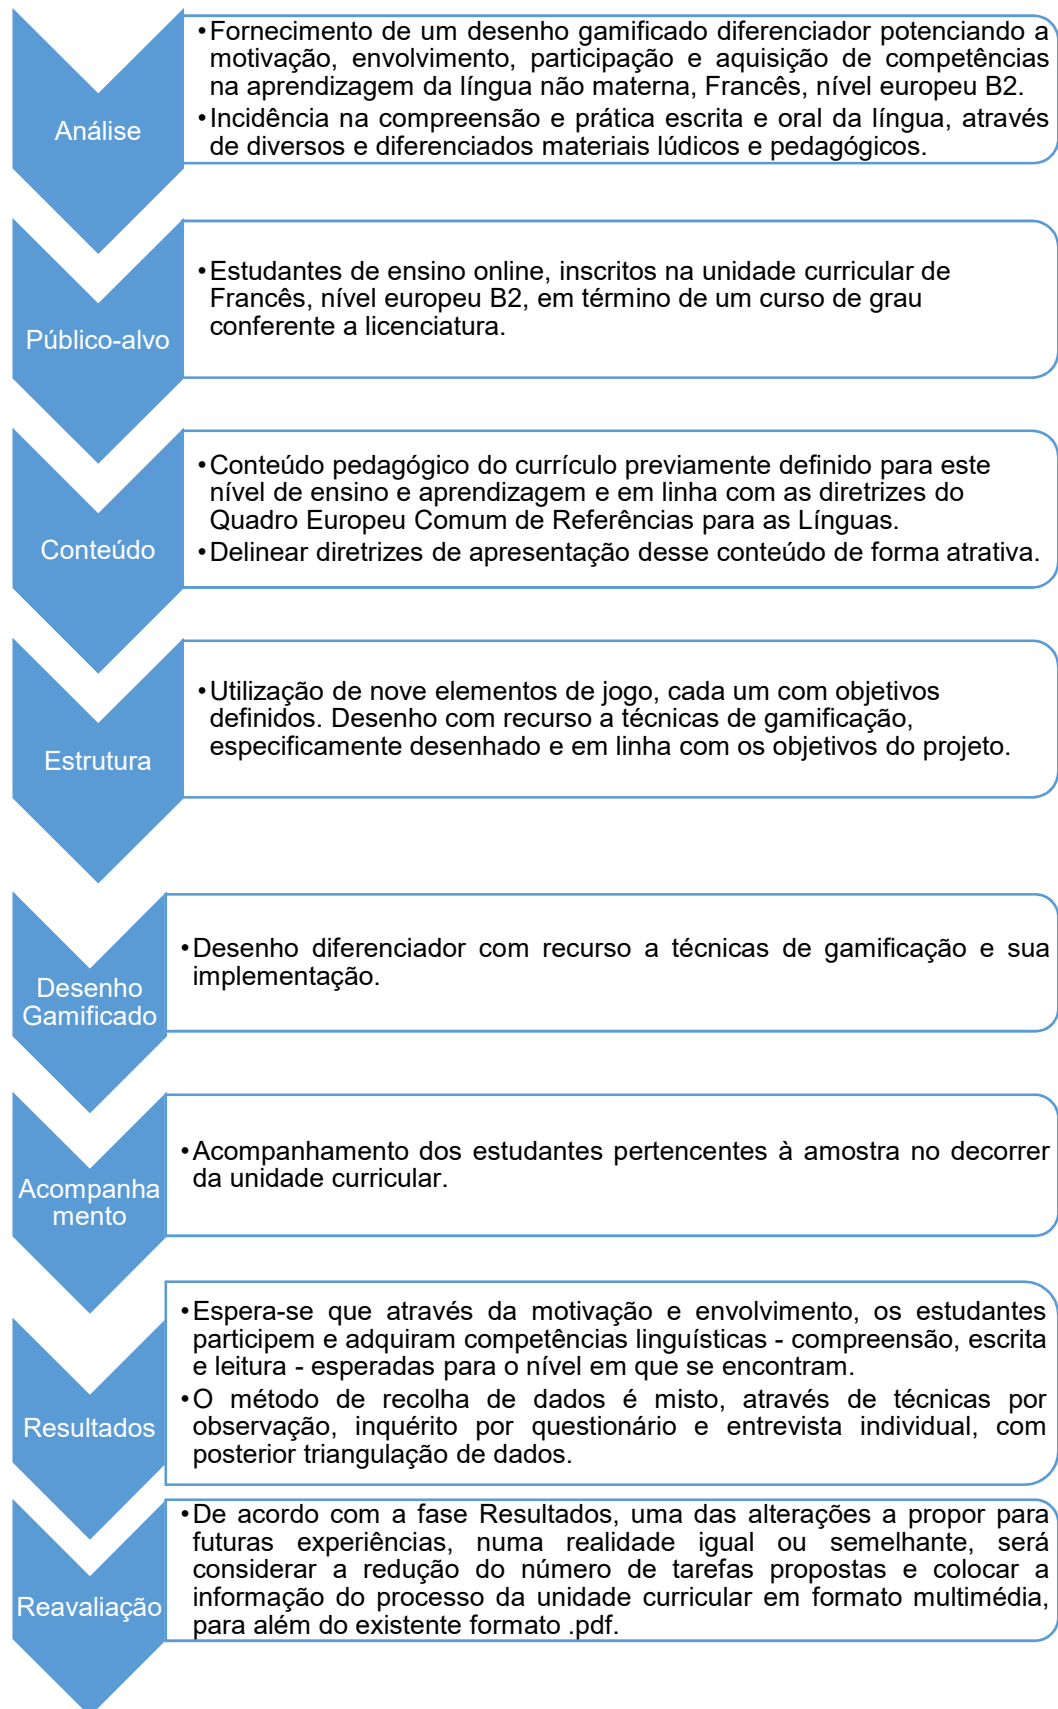 Análise
•Fornecimento de um desenho gamificado diferenciador potenciando a
motivação, envolvimento, participação e aquisição de competências
na aprendizagem da língua não materna, Francês, nível europeu B2.
•Incidência na compreensão e prática escrita e oral da língua, através
de diversos e diferenciados materiais lúdicos e pedagógicos.
Público-alvo
•Estudantes de ensino online, inscritos na unidade curricular de
Francês, nível europeu B2, em término de um curso de grau
conferente a licenciatura.
Conteúdo
•Conteúdo pedagógico do currículo previamente definido para este
nível de ensino e aprendizagem e em linha com as diretrizes do
Quadro Europeu Comum de Referências para as Línguas.
•Delinear diretrizes de apresentação desse conteúdo de forma atrativa.
Estrutura
•Utilização de nove elementos de jogo, cada um com objetivos
definidos. Desenho com recurso a técnicas de gamificação,
especificamente desenhado e em linha com os objetivos do projeto.
Desenho
Gamificado
•Desenho diferenciador com recurso a técnicas de gamificação e sua
implementação.
Acompanha
mento
•Acompanhamento dos estudantes pertencentes à amostra no decorrer
da unidade curricular.
Resultados
•Espera-se que através da motivação e envolvimento, os estudantes
participem e adquiram competências linguísticas - compreensão, escrita
e leitura - esperadas para o nível em que se encontram.
•O método de recolha de dados é misto, através de técnicas por
observação, inquérito por questionário e entrevista individual, com
posterior triangulação de dados.
Reavaliação
•De acordo com a fase Resultados, uma das alterações a propor para
futuras experiências, numa realidade igual ou semelhante, será
considerar a redução do número de tarefas propostas e colocar a
informação do processo da unidade curricular em formato multimédia,
para além do existente formato .pdf.